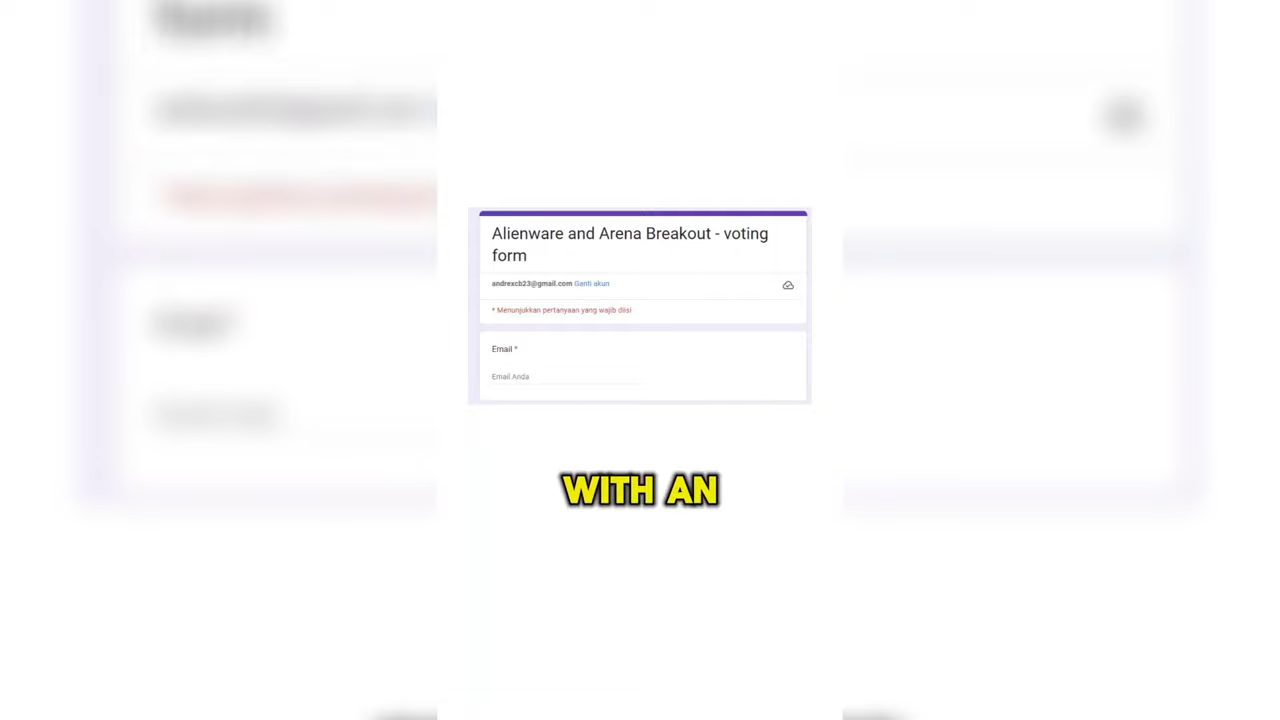 Alienware and Arena Breakout - voting
form
andrexcb23@gmail.com Ganti akun
* Menunjukkan pertanyaan yang wajib diisi
Email *
Email Anda
WITH AN